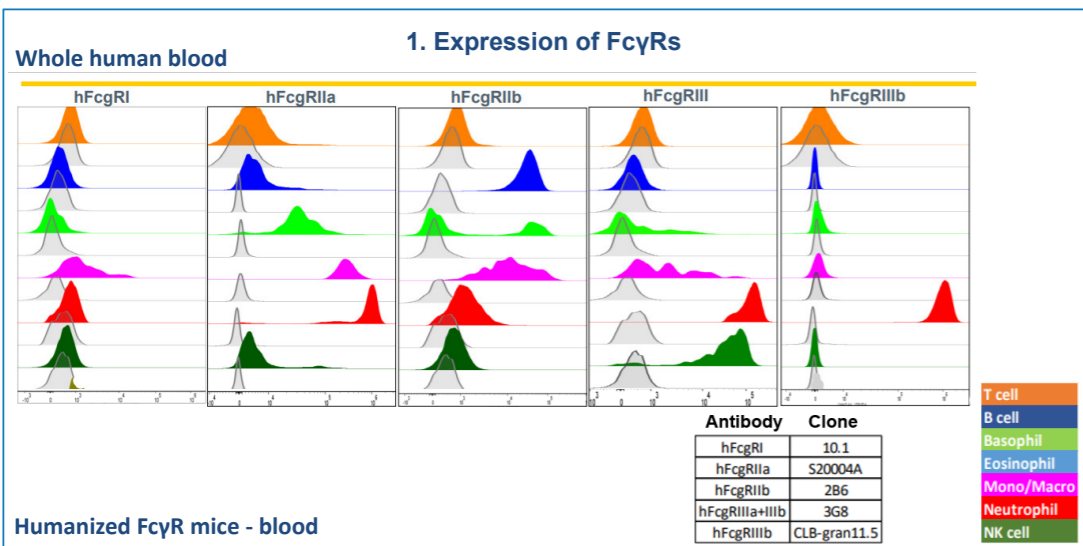 1. Expression of FcγRs
Whole human blood
hFcgRI hFcgRIIa hFcgRIIb hFcgRIII hFcgRIIIb
Antibody Clone
hFcgRI 10.1
hFcgRIIa S20004A
hFcgRIIb 2B6
hFcgRIIIa+IIIb 3G8
hFcgRIIIb CLB-gran11.5
T cell
B cell
Basophil
Eosinophil
Mono/Macro
Neutrophil
NK cell
Humanized FcγR mice - blood